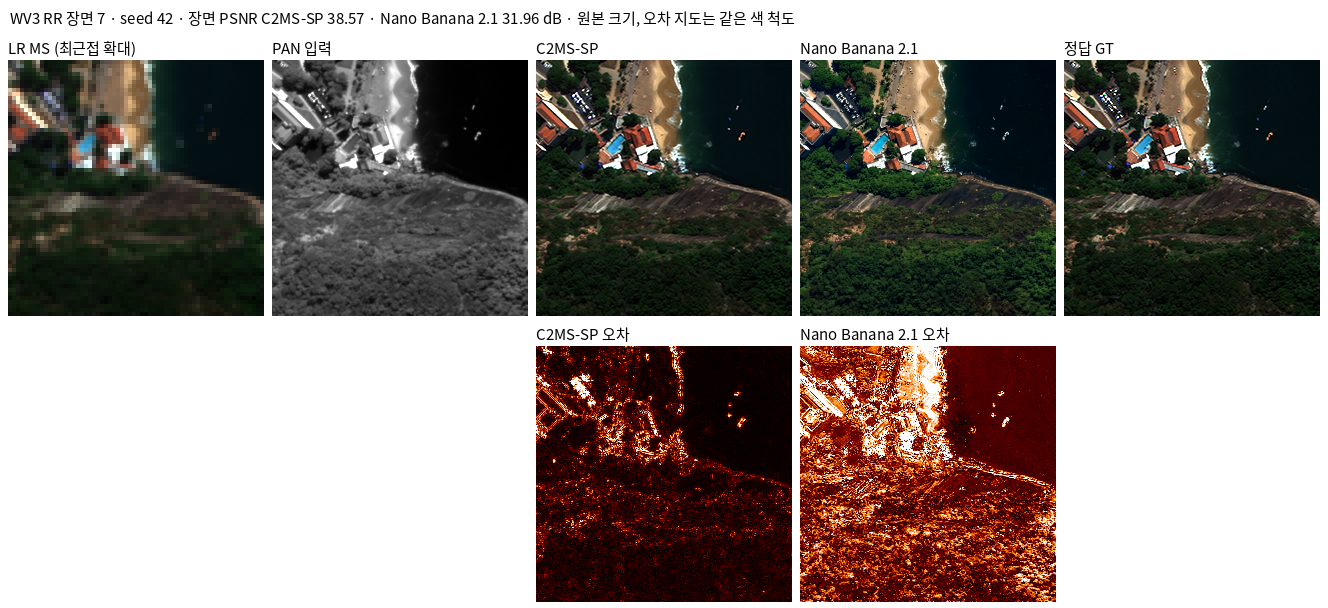 WV3 RR 장면 7 · seed 42 · 장면 PSNR C2MS-SP 38.57 · Nano Banana 2.1 31.96 dB · 원본 크기, 오차 지도는 같은 색 척도
LR MS (최근접 확대)
PAN 입력
C2MS-SP
Nano Banana 2.1
정답 GT
C2MS-SP 오차
Nano Banana 2.1 오차